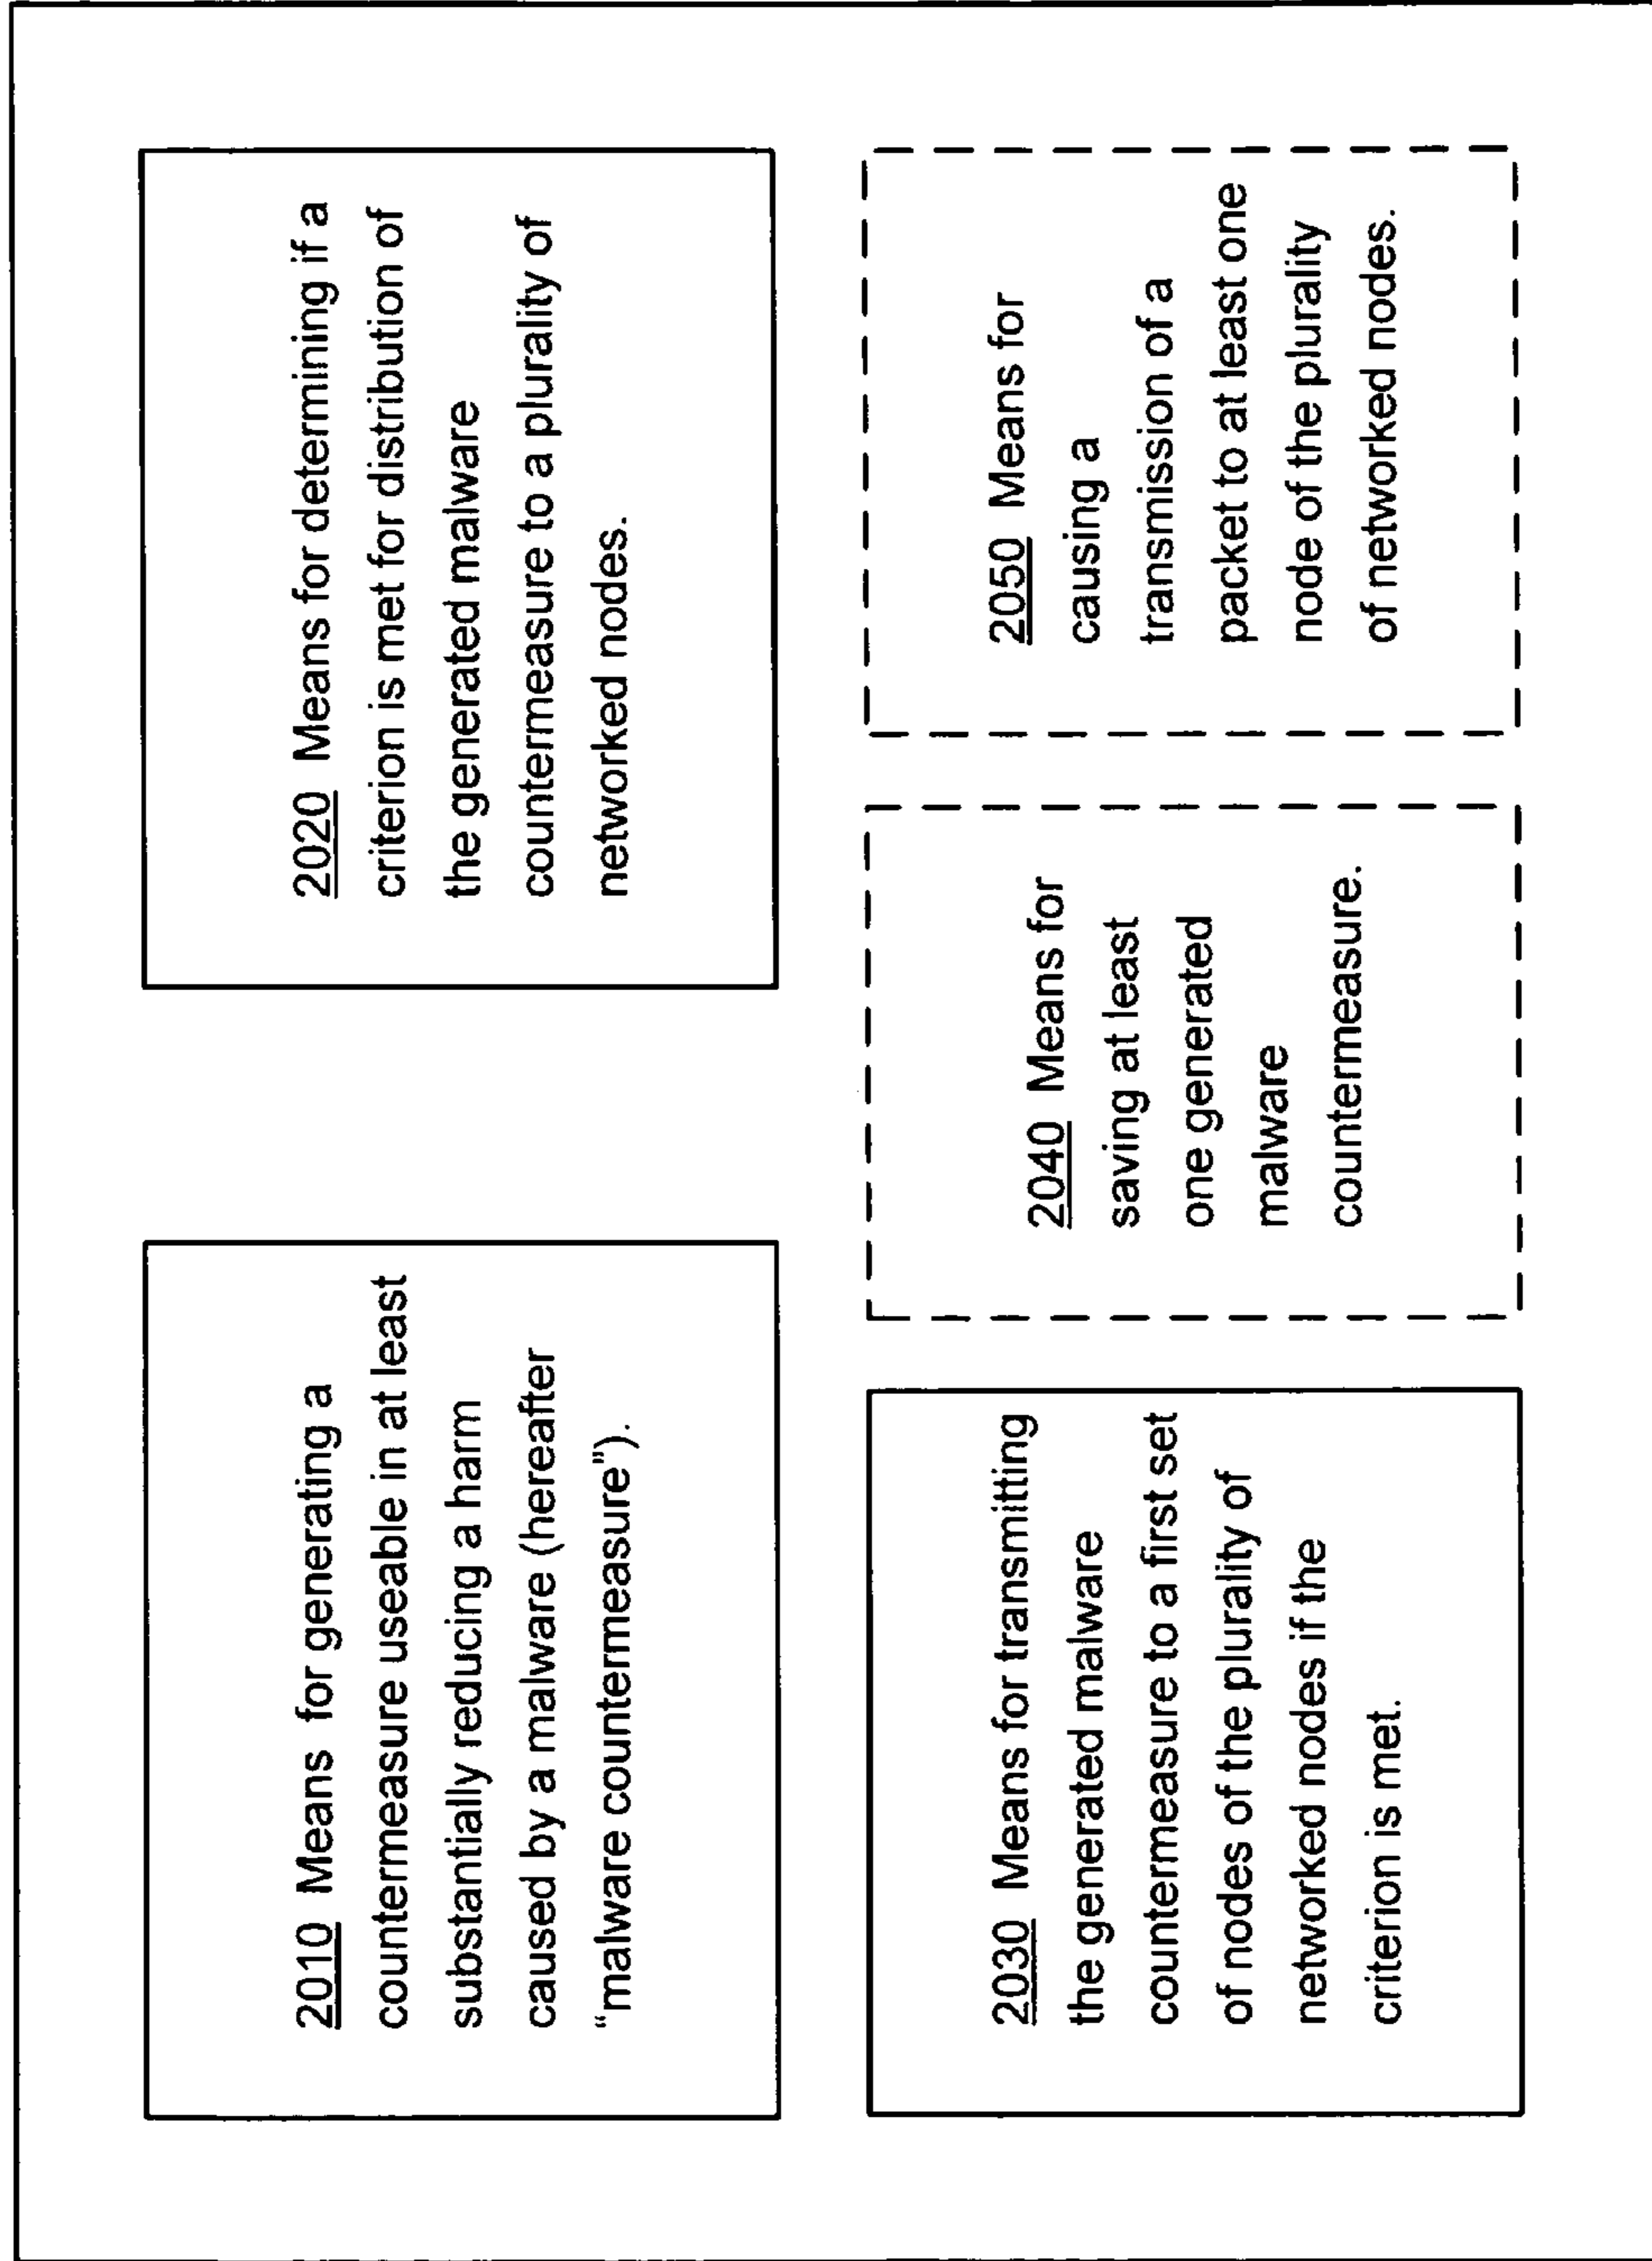 2010 Means for generating a
countermeasure useable in at least
substantially reducing a harm
caused by a malware (hereafter
“malware countermeasure”).
2020 Means for determining if a
criterion is met for distribution of
the generated malware
countermeasure to a plurality of
networked nodes.
2030 Means for transmitting
the generated malware
countermeasure to a first set
of nodes of the plurality of
networked nodes if the
criterion is met.
2040 Means for
saving at least
one generated
malware
countermeasure.
2050 Means for
causing a
transmission of a
packet to at least one
node of the plurality
of networked nodes.